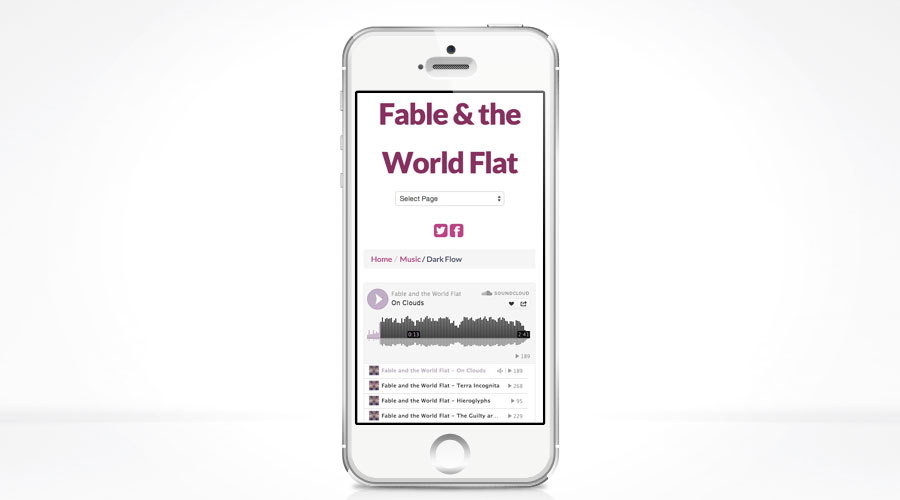 Fable & the
World Flat
Select Page
Home / Music / Dark Flow
Fable and the World Flat
SOUNDCLOUD
On Clouds
0:13
2:41
189
Fable and the World Flat – On Clouds 189
Fable and the World Flat – Terra Incognita 268
Fable and the World Flat – Hieroglyphs 95
Fable and the World Flat – The Guilty ar... 229